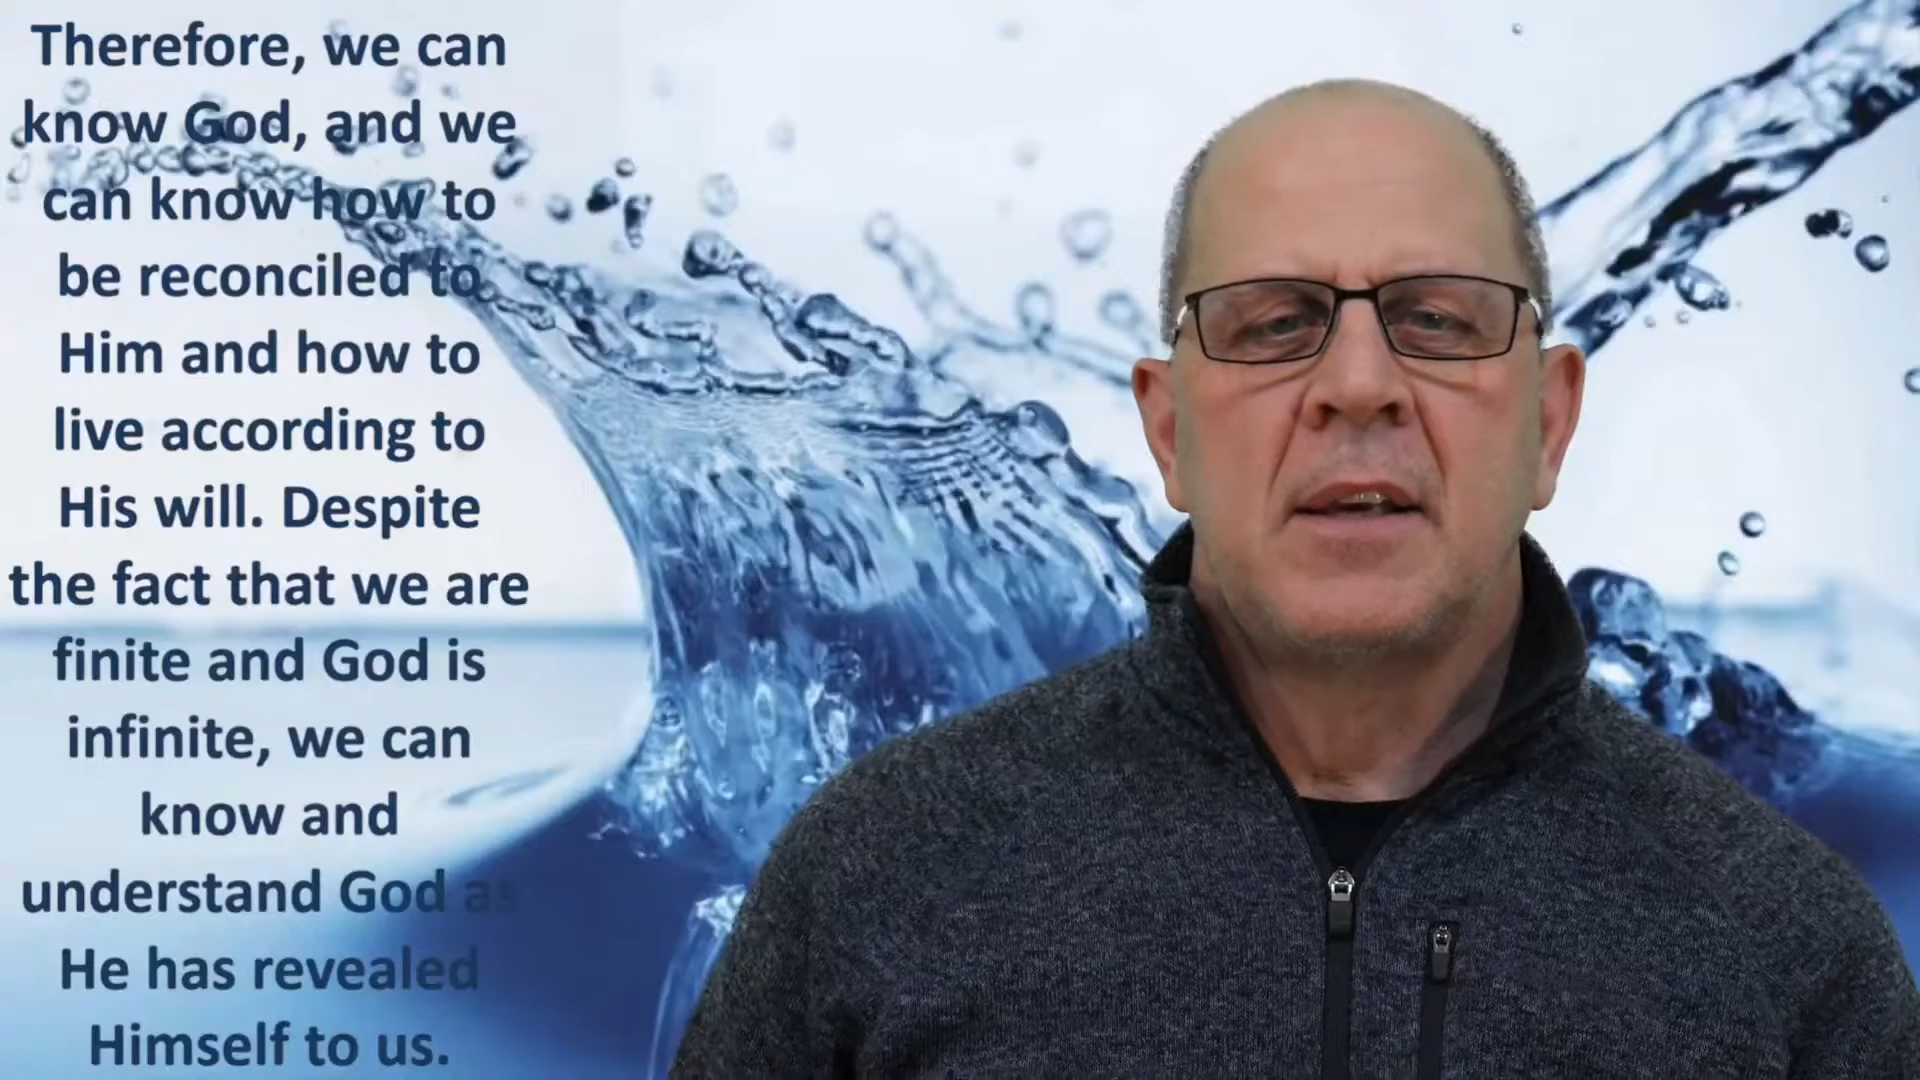 Therefore, we can
know God, and we
can know how to
be reconciled to
Him and how to
live according to
His will. Despite
the fact that we are
finite and God is
infinite, we can
know and
understand God as
He has revealed
Himself to us.